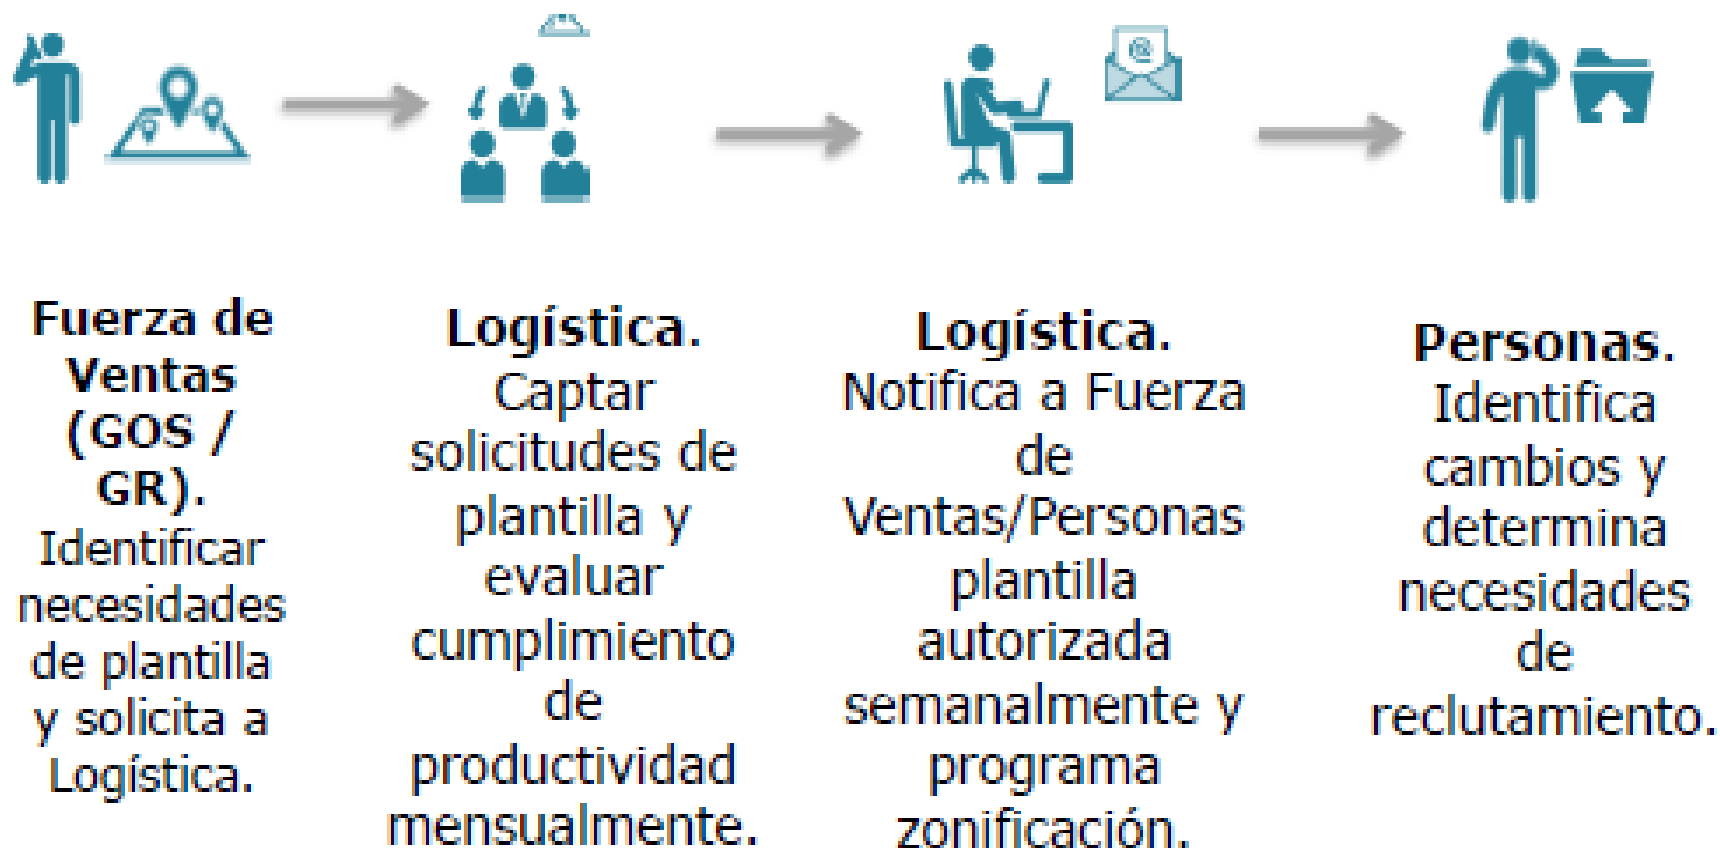 @
Fuerza de
Ventas
(GOS /
GR).
Identificar
necesidades
de plantilla
y solicita a
Logística.
Logística.
Captar
solicitudes de
plantilla y
evaluar
cumplimiento
de
productividad
mensualmente.
Logística.
Notifica a Fuerza
de
Ventas/Personas
plantilla
autorizada
semanalmente y
programa
zonificación.
Personas.
Identifica
cambios y
determina
necesidades
de
reclutamiento.